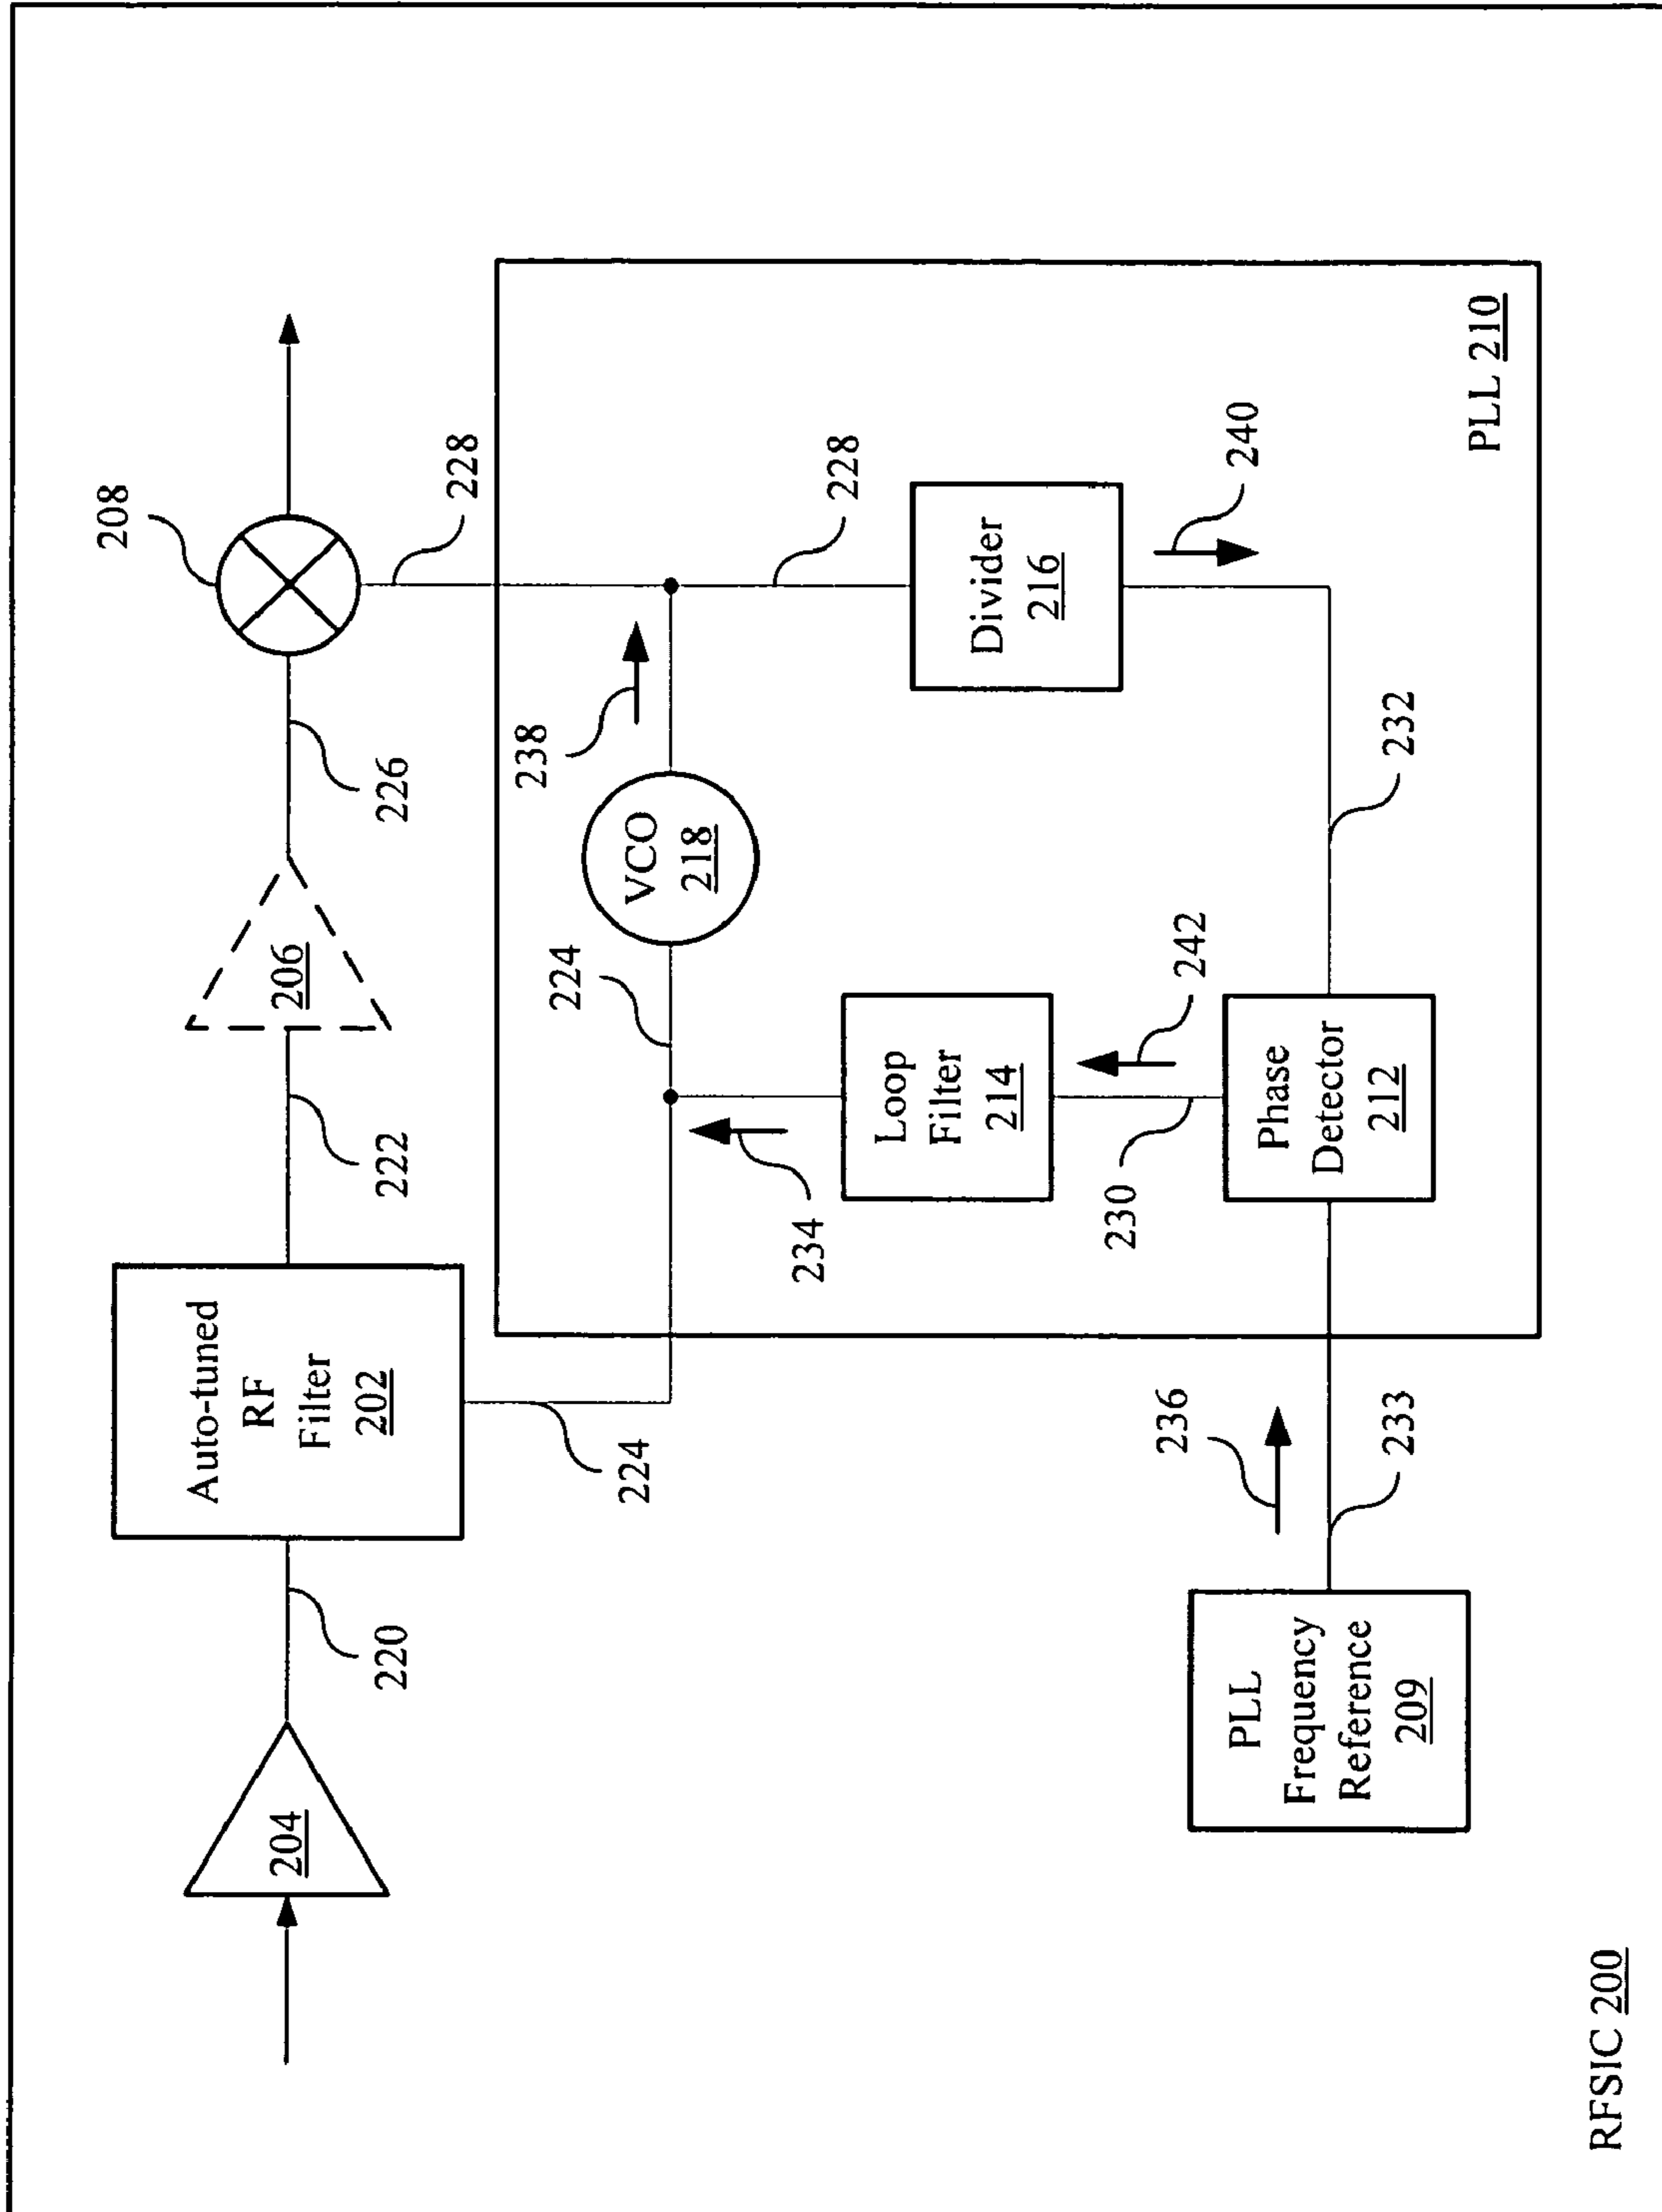 208
204
220
Auto-tuned
RF
Filter
202
222
206
226
228
224
224
VCO
218
238
228
234
Loop
Filter
214
Divider
216
240
230
242
236
PLL
Frequency
Reference
209
233
Phase
Detector
212
232
PLL 210
RFSIC 200